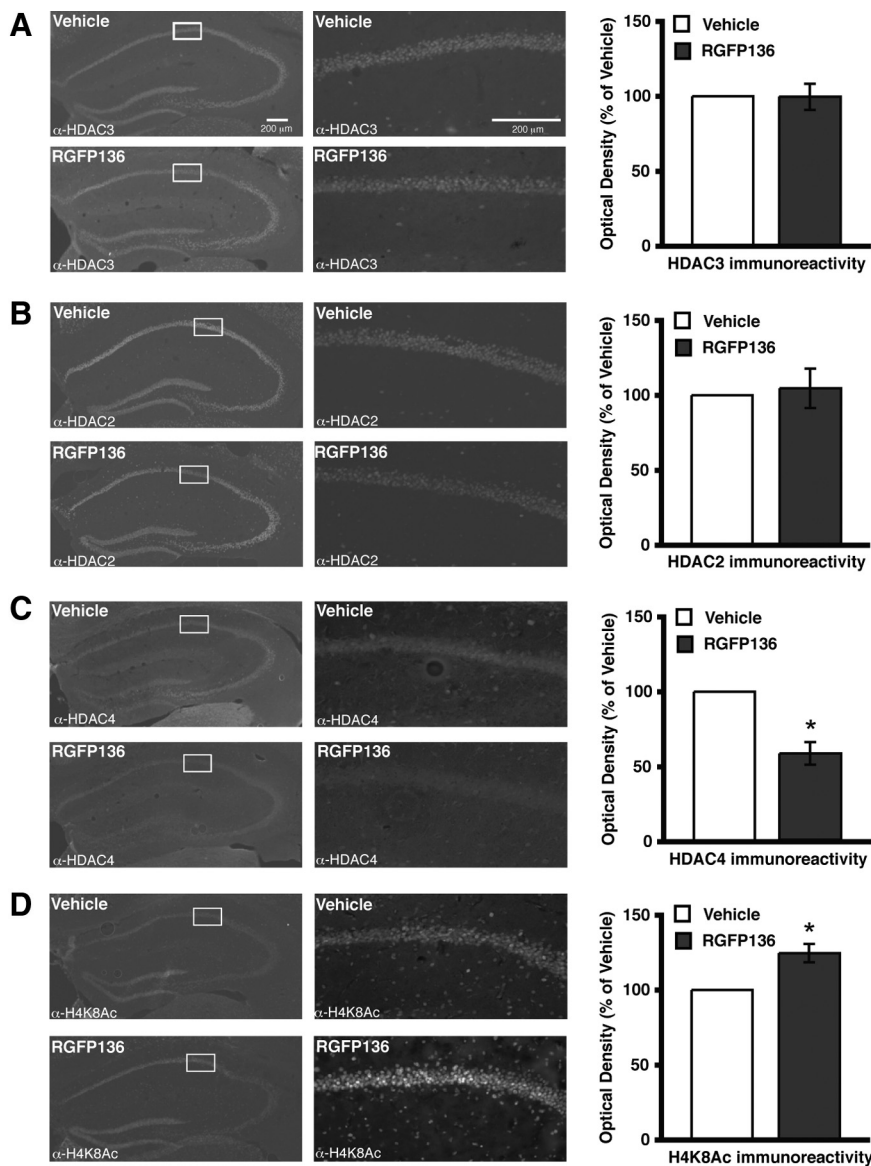 A
Vehicle
200 μm
α-HDAC3
Vehicle
200 μm
α-HDAC3
RGFP136
α-HDAC3
RGFP136
α-HDAC3
Optical Density (% of Vehicle)
150
100
50
0
Vehicle
RGFP136
HDAC3 immunoreactivity
B
Vehicle
α-HDAC2
Vehicle
α-HDAC2
RGFP136
α-HDAC2
RGFP136
α-HDAC2
Optical Density (% of Vehicle)
150
100
50
0
Vehicle
RGFP136
HDAC2 immunoreactivity
C
Vehicle
α-HDAC4
Vehicle
α-HDAC4
RGFP136
α-HDAC4
RGFP136
α-HDAC4
Optical Density (% of Vehicle)
150
100
50
0
Vehicle
RGFP136
*
HDAC4 immunoreactivity
D
Vehicle
α-H4K8Ac
Vehicle
α-H4K8Ac
RGFP136
α-H4K8Ac
RGFP136
α-H4K8Ac
Optical Density (% of Vehicle)
150
100
50
0
Vehicle
RGFP136
*
H4K8Ac immunoreactivity